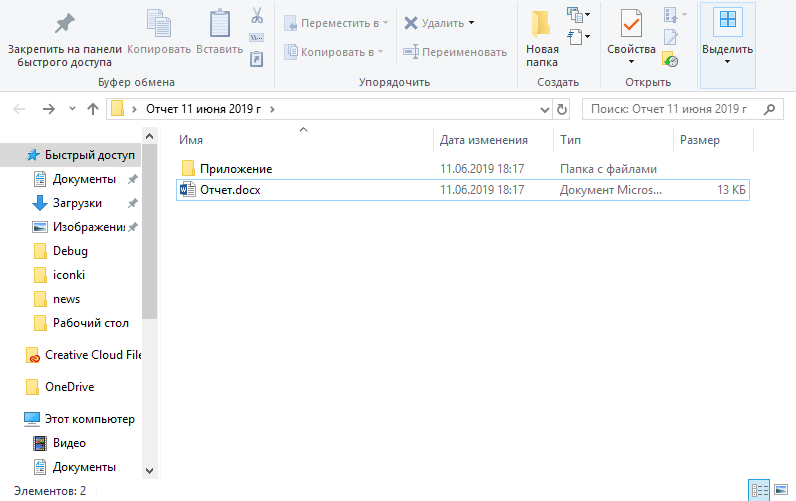 Закрепить на панели
быстрого доступа
Копировать
Вставить
Переместить в
Копировать в
Удалить
Переименовать
Новая
папка
Свойства
Выделить
Буфер обмена
Упорядочить
Создать
Открыть
Отчет 11 июня 2019 г
Поиск: Отчет 11 июня 2019 г
Имя
Дата изменения
Тип
Размер
Быстрый доступ
Документы
Загрузки
Изображения
Debug
iconki
news
Рабочий стол
Creative Cloud File
OneDrive
Этот компьютер
Видео
Документы
Приложение
11.06.2019 18:17
Папка с файлами
Отчет.docx
11.06.2019 18:17
Документ Micros...
13 КБ
Элементов: 2